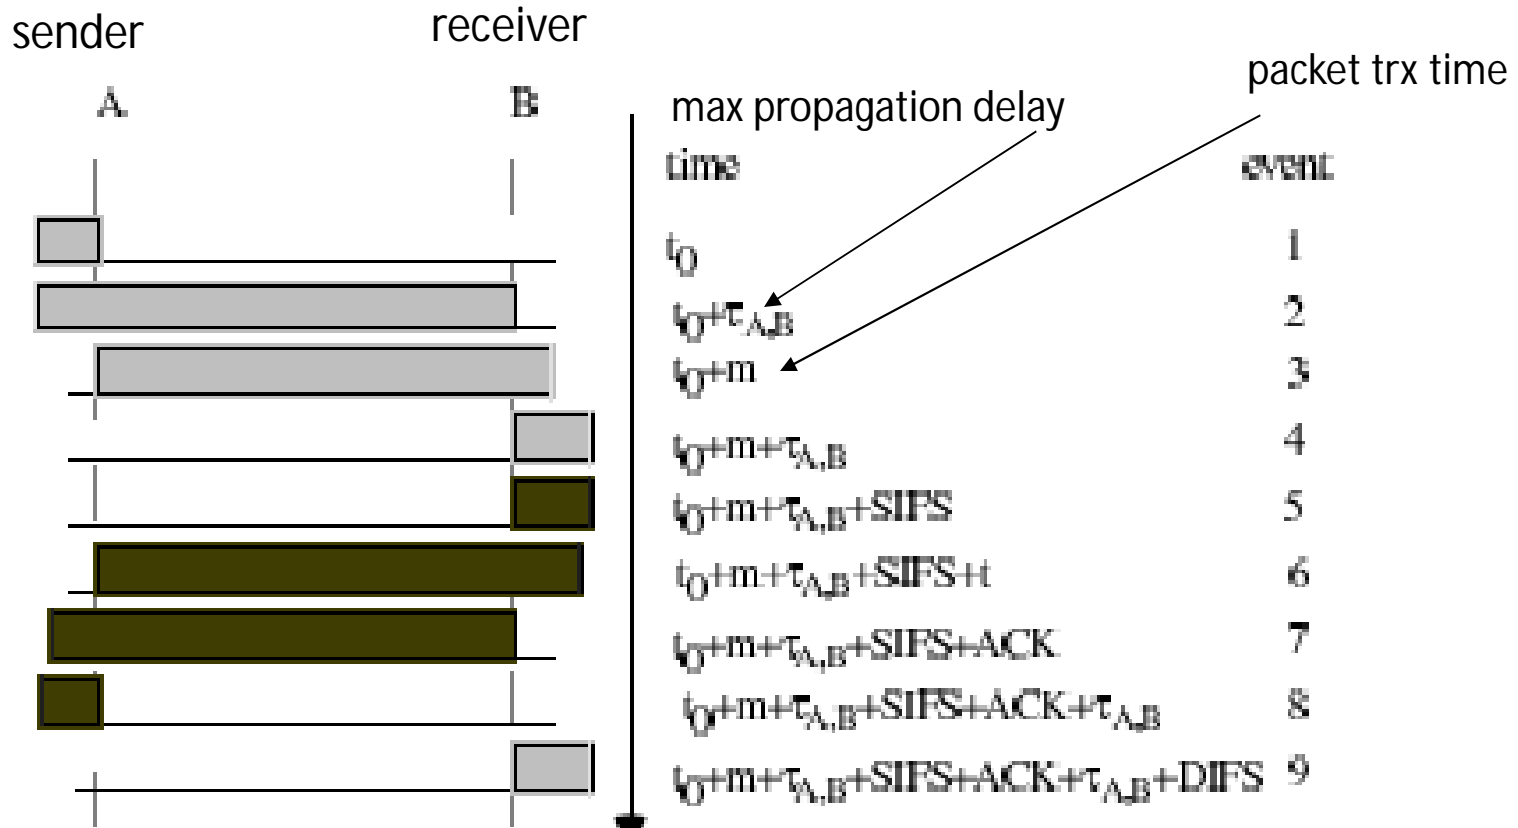 sender receiver
packet trx time
A B max propagation delay
time event
t0 1
t0+τA,B 2
t0+m 3
t0+m+τA,B 4
t0+m+τA,B+SIFS 5
t0+m+τA,B+SIFS+t 6
t0+m+τA,B+SIFS+ACK 7
t0+m+τA,B+SIFS+ACK+τA,B 8
t0+m+τA,B+SIFS+ACK+τA,B+DIFS 9